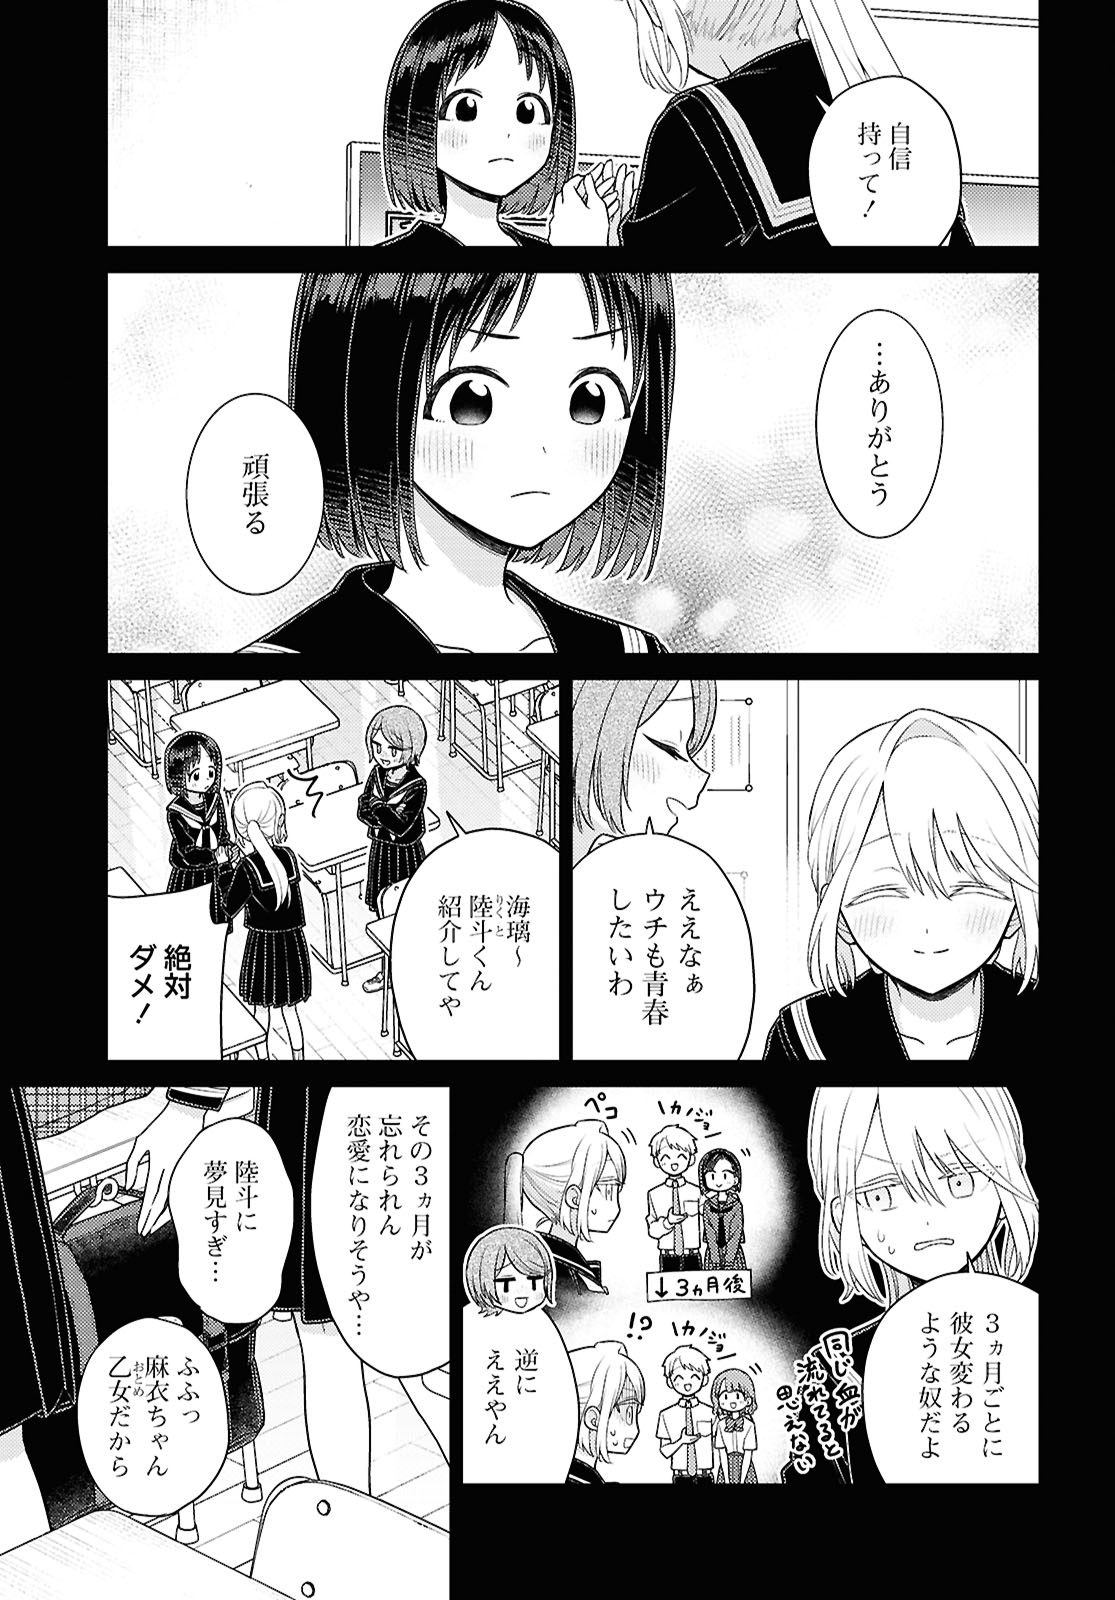 自信
持って！
…ありがとう
頑張る
ええなぁ
ウチも青春
したいわ
海璃～
陸斗くん
りくと
紹介してや
絶対
ダメ！
3ヵ月ごとに
彼女変わる
ような奴だよ
同じ血が
流れてると
思えない
カノジョ
ペコ
↓3ヵ月後
カノジョ
!?
逆に
ええやん
その3ヵ月が
忘れられん
恋愛になりそうや…
陸斗に
夢見すぎ…
ふふっ
麻衣ちゃん
乙女だから
おとめ